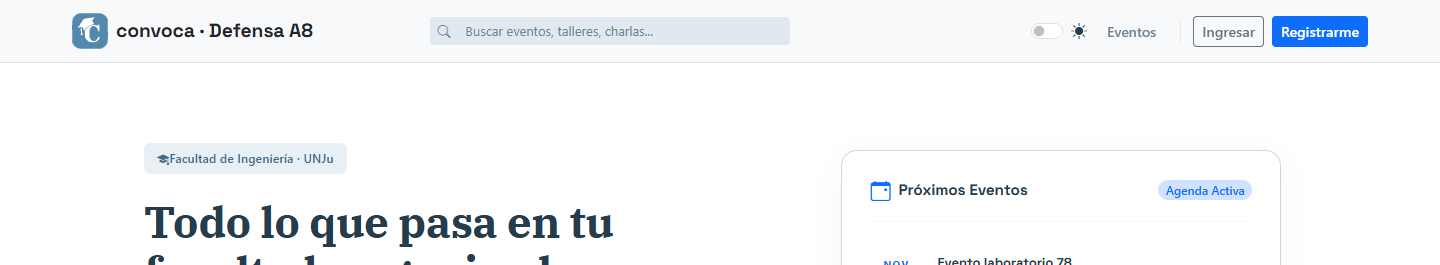 convoca · Defensa A8
Buscar eventos, talleres, charlas...
Eventos
Ingresar
Registrarme
Facultad de Ingeniería · UNJu
Todo lo que pasa en tu
Próximos Eventos
Agenda Activa
NOV
Evento laboratorio 78